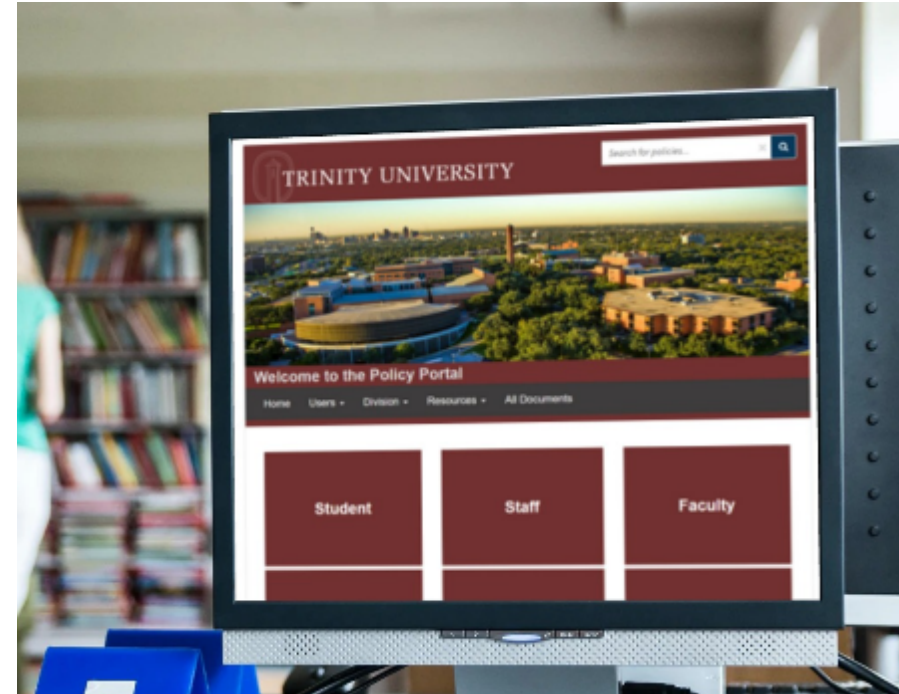 TRINITY UNIVERSITY
Search for policies...
Welcome to the Policy Portal
Home Users Division Resources All Documents
Student Staff Faculty